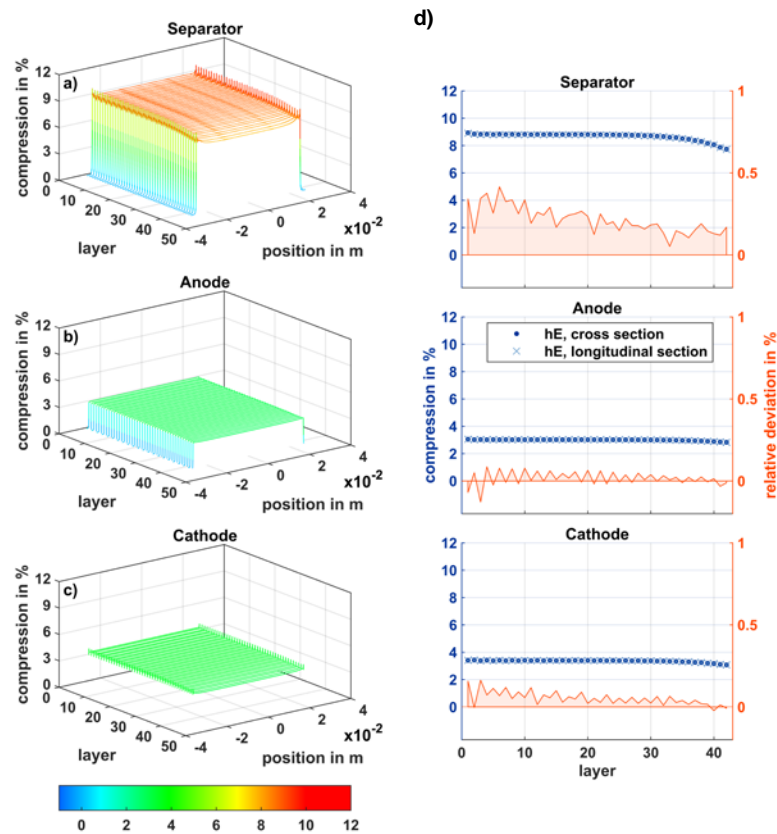 d)
Separator
a)
compression in %
12
9
6
3
0
0
10
20
30
40
50
layer
-4
-2
0
2
4
x10-2
position in m
Anode
b)
compression in %
12
9
6
3
0
0
10
20
30
40
50
layer
-4
-2
0
2
4
x10-2
position in m
Cathode
c)
compression in %
12
9
6
3
0
0
10
20
30
40
50
layer
-4
-2
0
2
4
x10-2
position in m
0 2 4 6 8 10 12
Separator
12
10
8
6
4
2
0
1
0.5
0
Anode
hE, cross section
hE, longitudinal section
12
10
8
6
4
2
0
compression in %
1
0.5
0
relative deviation in %
Cathode
12
10
8
6
4
2
0
1
0.5
0
0 10 20 30 40
layer